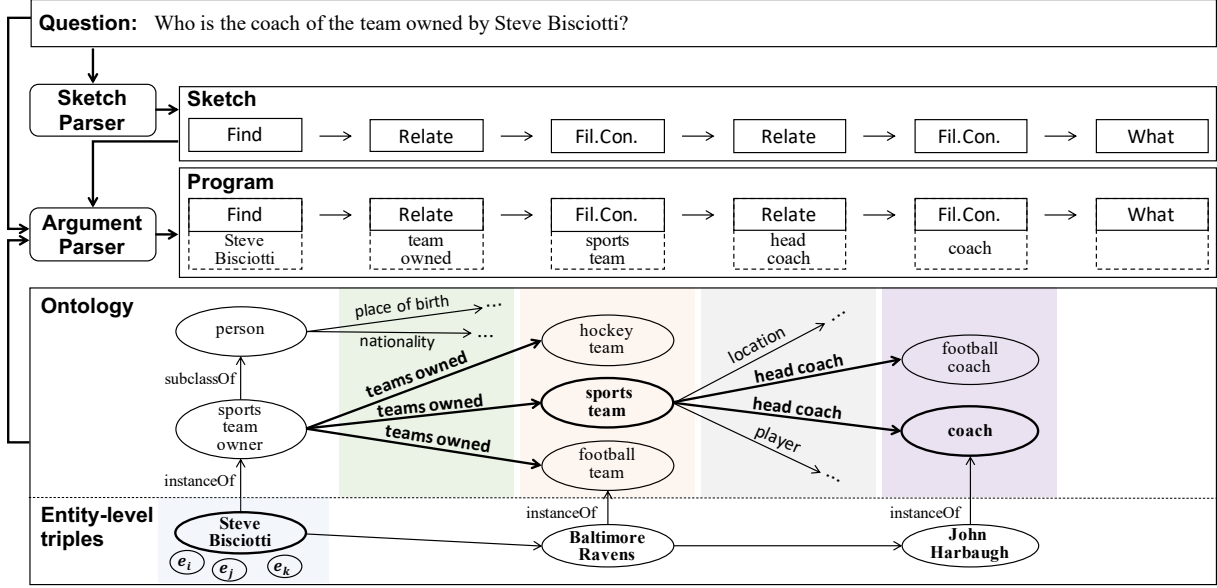 Question: Who is the coach of the team owned by Steve Bisciotti?
Sketch
Parser
Sketch
Find → Relate → Fil.Con. → Relate → Fil.Con. → What
Argument
Parser
Program
Find → Relate → Fil.Con. → Relate → Fil.Con. → What
Steve
Bisciotti
team
owned
sports
team
head
coach
coach
Ontology
person
place of birth
...
nationality
...
subclassOf
sports
team
owner
teams owned
teams owned
teams owned
hockey
team
sports
team
football
team
location
...
head coach
head coach
player
...
football
coach
coach
instanceOf
instanceOf
instanceOf
Entity-level
triples
Steve
Bisciotti
e_i
e_j
e_k
Baltimore
Ravens
John
Harbaugh